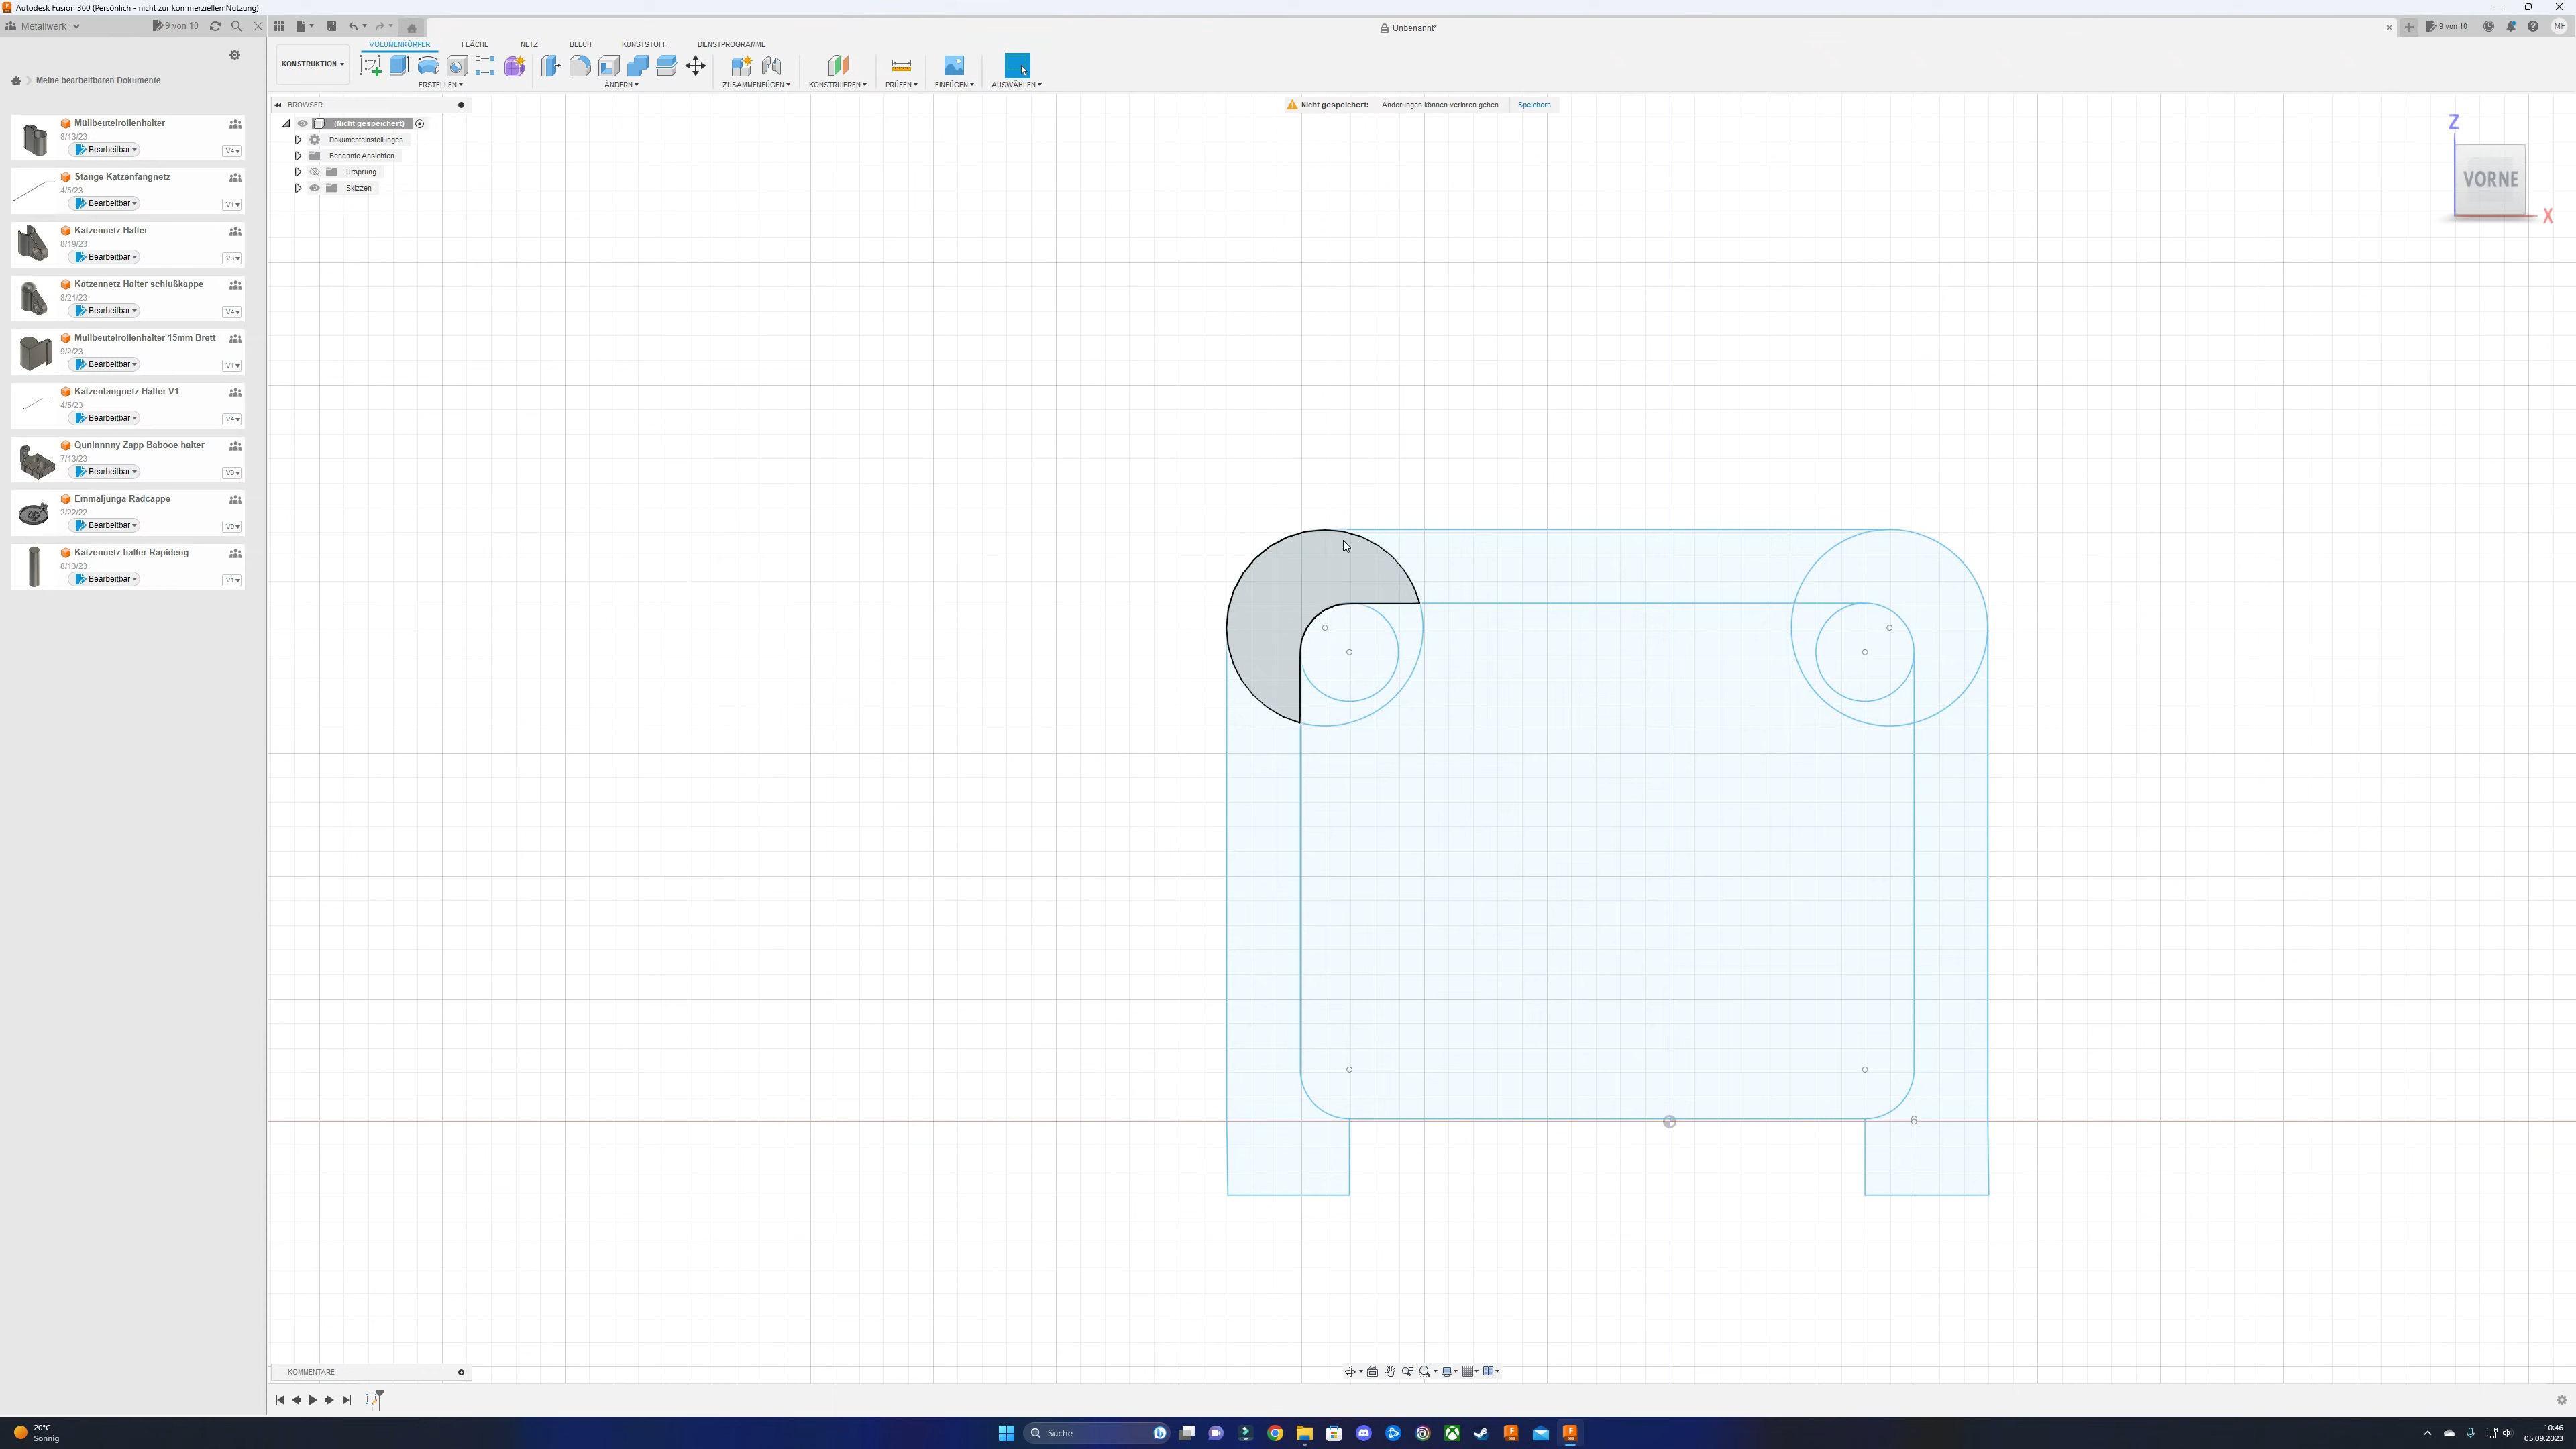 Autodesk Fusion 360 (Persönlich - nicht zur kommerziellen Nutzung)
Metallwerk
9 von 10
Unbenannt*
9 von 10
MF
VOLUMENKÖRPER
FLÄCHE
NETZ
BLECH
KUNSTSTOFF
DIENSTPROGRAMME
KONSTRUKTION
ERSTELLEN
ÄNDERN
ZUSAMMENFÜGEN
KONSTRUIEREN
PRÜFEN
EINFÜGEN
AUSWÄHLEN
Meine bearbeitbaren Dokumente
BROWSER
Nicht gespeichert: Änderungen können verloren gehen Speichern
(Nicht gespeichert)
Dokumenteinstellungen
Benannte Ansichten
Ursprung
Skizzen
Müllbeutelrollenhalter
8/13/23
Bearbeitbar
V4
Stange Katzenfangnetz
4/5/23
Bearbeitbar
V1
Katzennetz Halter
8/19/23
Bearbeitbar
V3
Katzennetz Halter schlußkappe
8/21/23
Bearbeitbar
V4
Müllbeutelrollenhalter 15mm Brett
9/2/23
Bearbeitbar
V1
Katzenfangnetz Halter V1
4/5/23
Bearbeitbar
V4
Quninnnny Zapp Babooe halter
7/13/23
Bearbeitbar
V6
Emmaljunga Radcappe
2/22/22
Bearbeitbar
V9
Katzennetz halter Rapideng
8/13/23
Bearbeitbar
V1
Z
VORNE
X
KOMMENTARE
20°C
Sonnig
Suche
10:46
05.09.2023